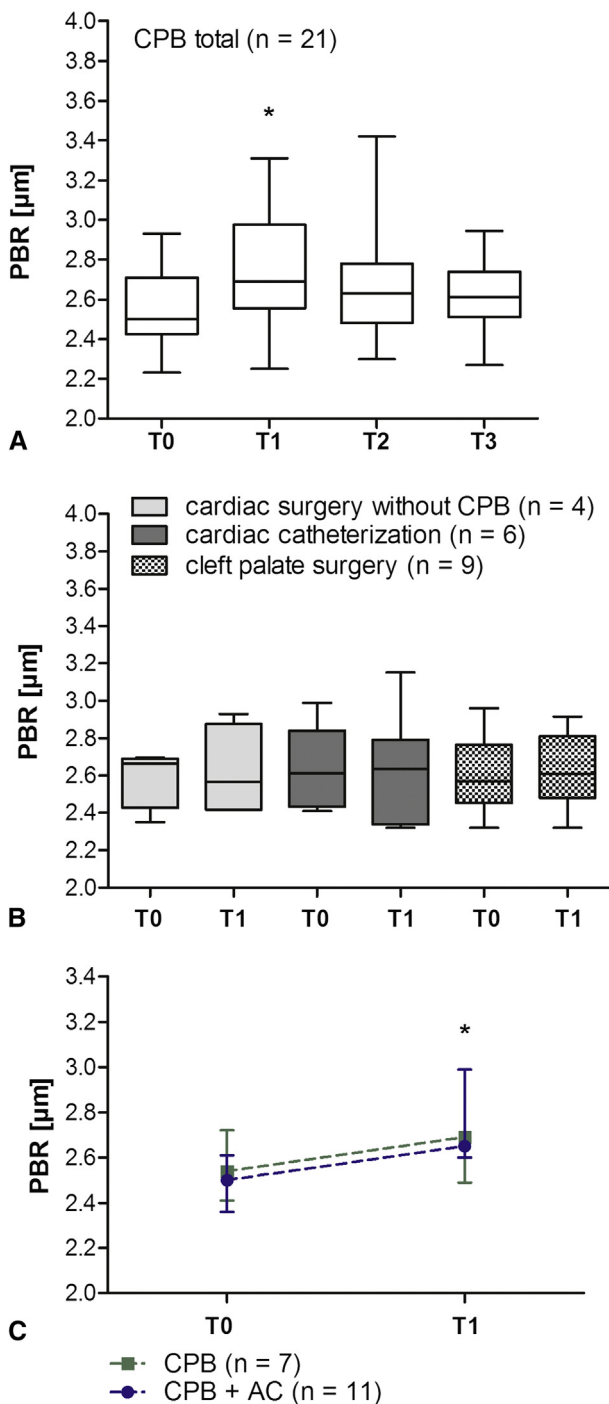 4.0
CPB total (n = 21)
3.8
3.6
*
3.4
3.2
3.0
2.8
2.6
2.4
2.2
2.0
PBR [µm]
T0 T1 T2 T3
A
cardiac surgery without CPB (n = 4)
cardiac catheterization (n = 6)
cleft palate surgery (n = 9)
4.0
3.8
3.6
3.4
3.2
3.0
2.8
2.6
2.4
2.2
2.0
PBR [µm]
T0 T1 T0 T1 T0 T1
B
3.4
3.2
*
3.0
2.8
2.6
2.4
2.2
2.0
PBR [µm]
T0 T1
C
CPB (n = 7)
CPB + AC (n = 11)